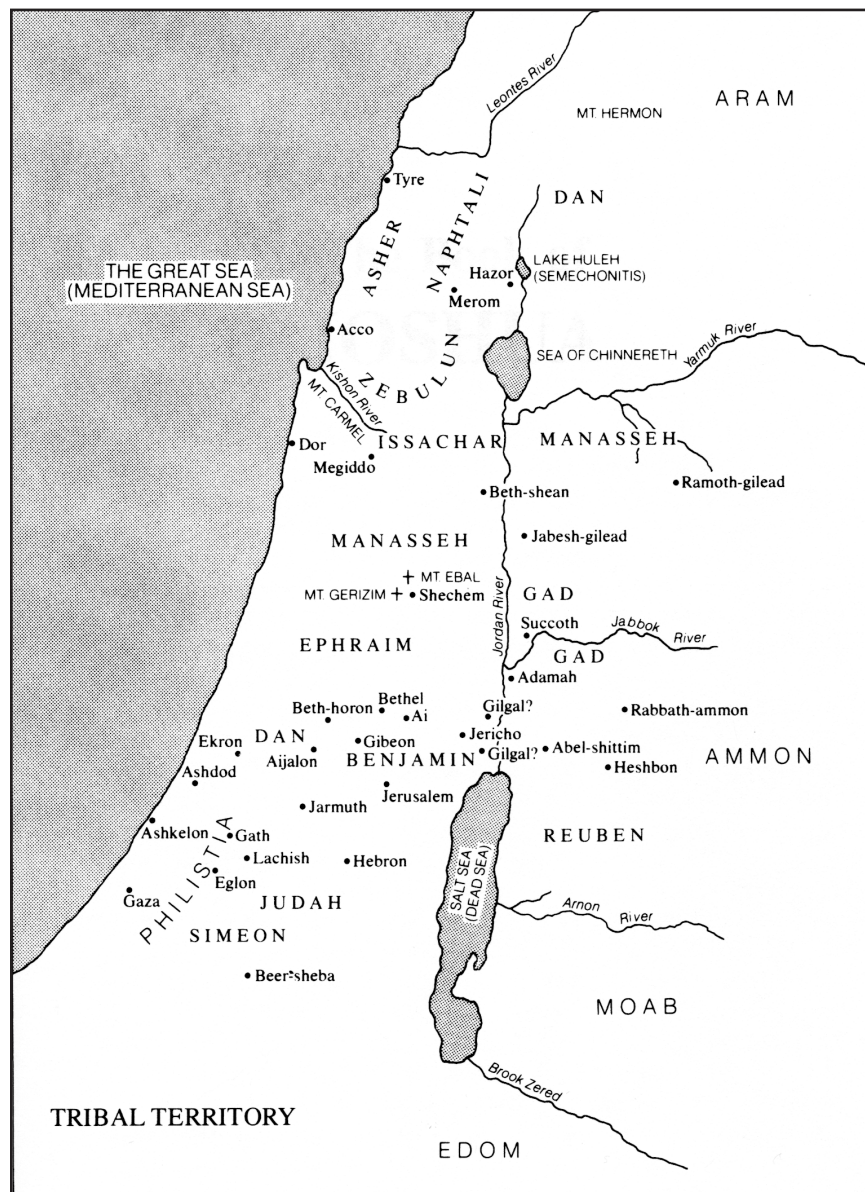 Leontes River
ARAM
MT. HERMON
Tyre
DAN
NAPHTALI
ASHER
LAKE HULEH
(SEMECHONITIS)
THE GREAT SEA
(MEDITERRANEAN SEA)
Hazor
Merom
Acco
ZEBULUN
SEA OF CHINNERETH
Yarmuk River
Kishon River
MT. CARMEL
Dor
ISSACHAR
MANASSEH
Megiddo
Ramoth-gilead
Beth-shean
MANASSEH
Jabesh-gilead
MT. EBAL
MT. GERIZIM
Shechem
GAD
Jordan River
Succoth
Jabbok River
EPHRAIM
GAD
Adamah
Bethel
Beth-horon
Ai
Gilgal?
Rabbath-ammon
DAN
Jericho
Ekron
Aijalon
Gibeon
BENJAMIN
Gilgal?
Abel-shittim
AMMON
Heshbon
Ashdod
Jerusalem
Jarmuth
Ashkelon
Gath
REUBEN
PHILISTIA
Lachish
Hebron
Eglon
Gaza
JUDAH
SALT SEA
(DEAD SEA)
Arnon River
SIMEON
Beer-sheba
MOAB
Brook Zered
TRIBAL TERRITORY
EDOM